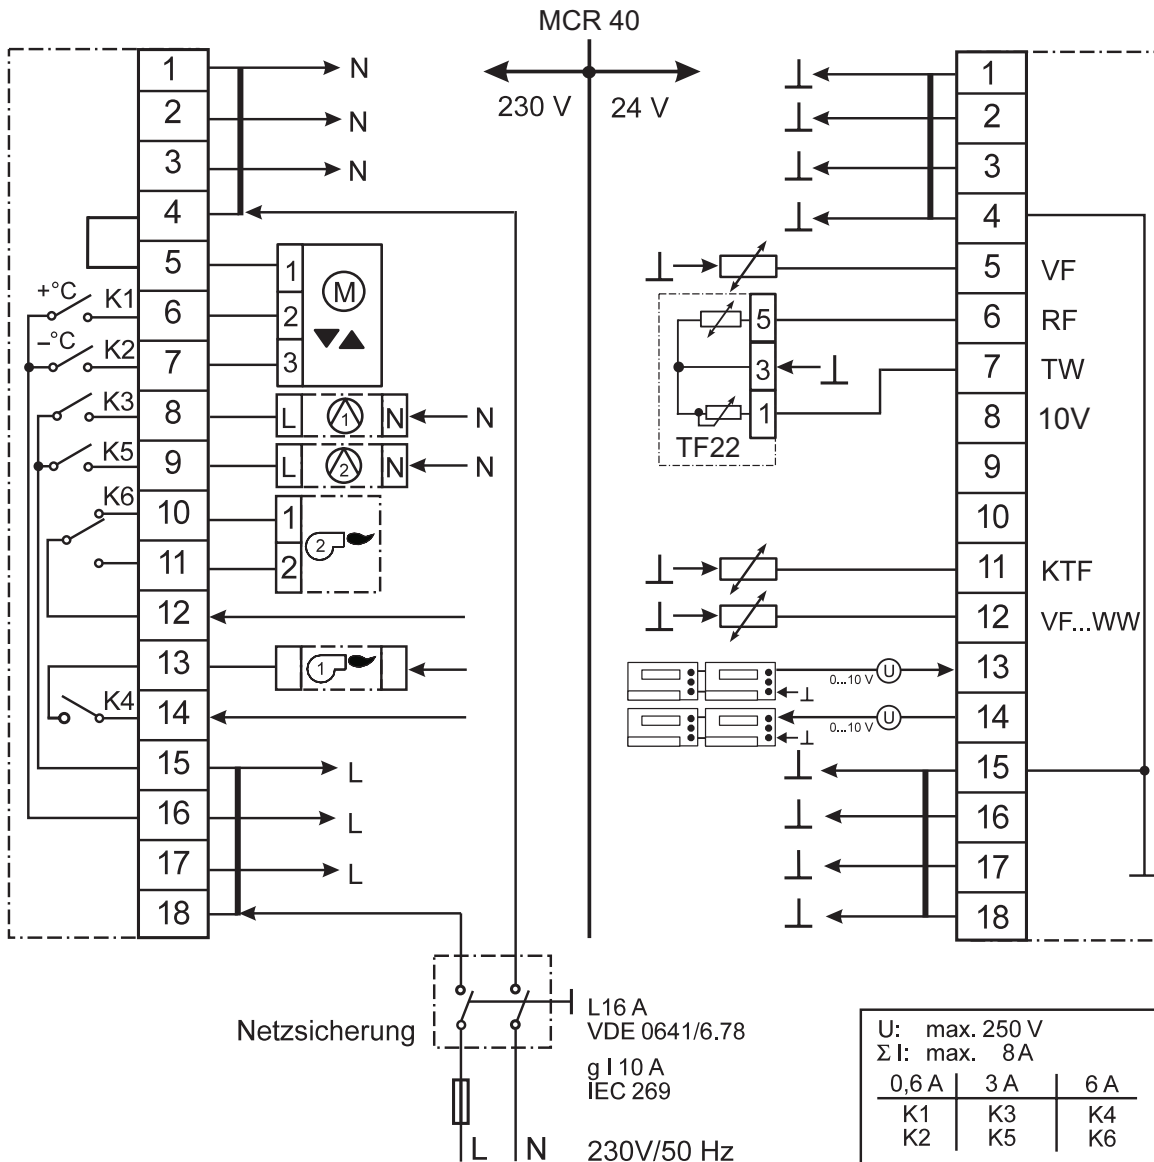 MCR 40
230 V 24 V
1 N
2 N
3 N
4
5 1
+°C K1 6 2
–°C K2 7 3
M
K3 8 L 1 N N
K5 9 L 2 N N
K6 10 1
2
11 2
12
13 1
K4 14
15 L
16 L
17 L
18
1
2
3
4
5 VF
5 6 RF
3 7 TW
1 8 10V
TF22
9
10
11 KTF
12 VF...WW
0...10 V U 13
0...10 V U 14
15
16
17
18
Netzsicherung
L16 A
VDE 0641/6.78
g I 10 A
IEC 269
L N 230V/50 Hz
U: max. 250 V
Σ I: max. 8 A
0,6 A 3 A 6 A
K1 K3 K4
K2 K5 K6